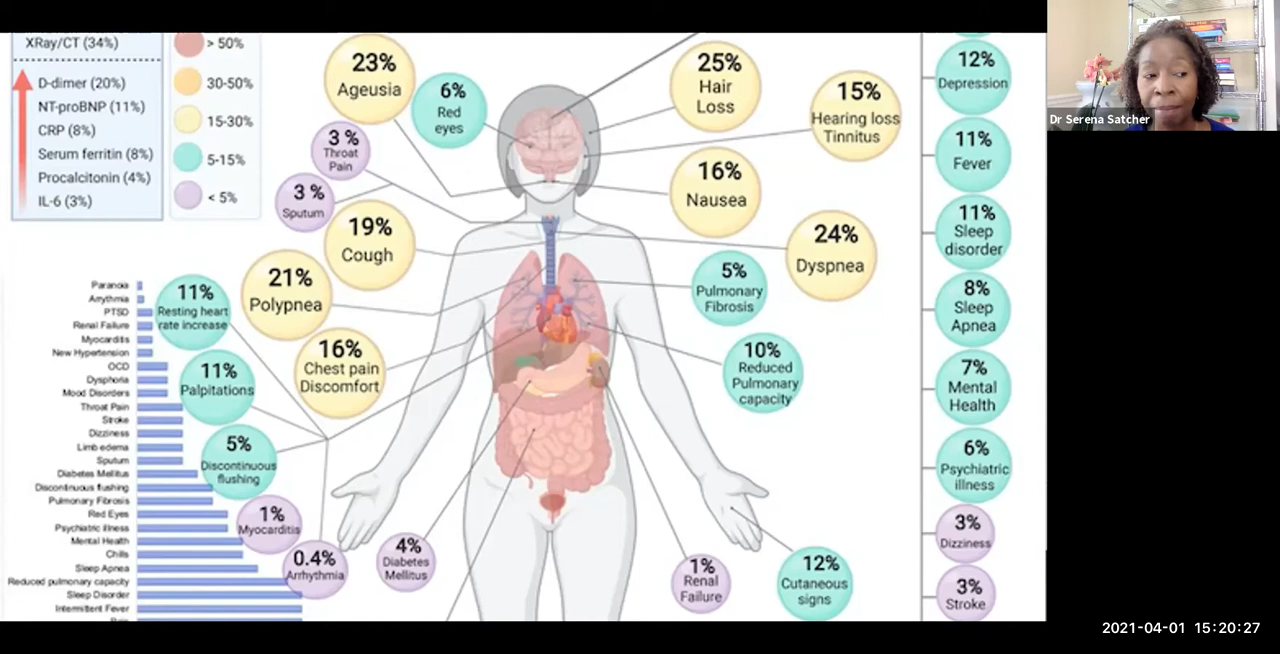 XRay/CT (34%)
D-dimer (20%)
NT-proBNP (11%)
CRP (8%)
Serum ferritin (8%)
Procalcitonin (4%)
IL-6 (3%)
> 50%
30-50%
15-30%
5-15%
< 5%
23%
Ageusia
6%
Red
eyes
3 %
Throat
Pain
3 %
Sputum
19%
Cough
21%
Polypnea
16%
Chest pain
Discomfort
11%
Resting heart
rate increase
11%
Palpitations
5%
Discontinuous
flushing
1%
Myocarditis
0.4%
Arrhythmia
4%
Diabetes
Mellitus
25%
Hair
Loss
15%
Hearing loss
Tinnitus
16%
Nausea
24%
Dyspnea
5%
Pulmonary
Fibrosis
10%
Reduced
Pulmonary
capacity
1%
Renal
Failure
12%
Cutaneous
signs
12%
Depression
11%
Fever
11%
Sleep
disorder
8%
Sleep
Apnea
7%
Mental
Health
6%
Psychiatric
illness
3%
Dizziness
3%
Stroke
Paranoia
Arrythmia
PTSD
Renal Failure
Myocarditis
New Hypertension
OCD
Dysphoria
Mood Disorders
Throat Pain
Stroke
Dizziness
Limb edema
Sputum
Diabetes Mellitus
Discontinuous flushing
Pulmonary Fibrosis
Red Eyes
Psychiatric illness
Mental Health
Chills
Sleep Apnea
Reduced pulmonary capacity
Sleep Disorder
Intermittent Fever
Dr Serena Satcher
2021-04-01 15:20:27